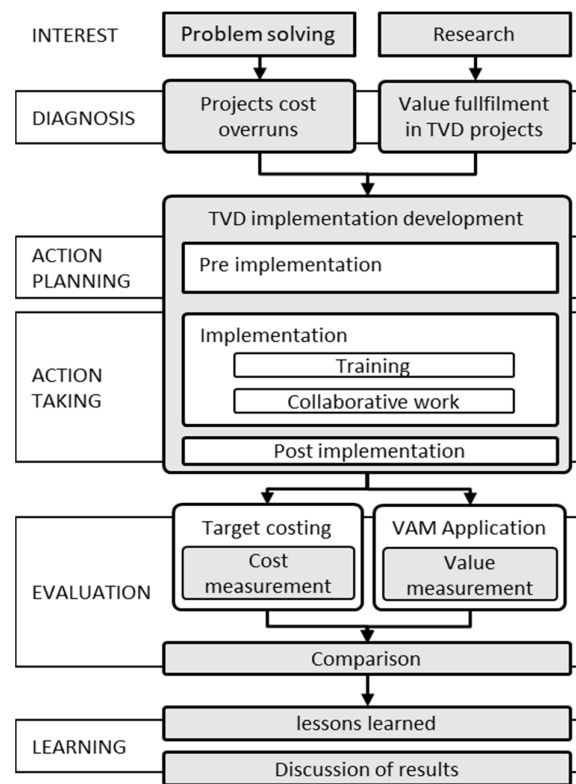 INTEREST
Problem solving
Research
DIAGNOSIS
Projects cost
overruns
Value fullfilment
in TVD projects
TVD implementation development
ACTION
PLANNING
Pre implementation
ACTION
TAKING
Implementation
Training
Collaborative work
Post implementation
EVALUATION
Target costing
Cost
measurement
VAM Application
Value
measurement
Comparison
LEARNING
lessons learned
Discussion of results